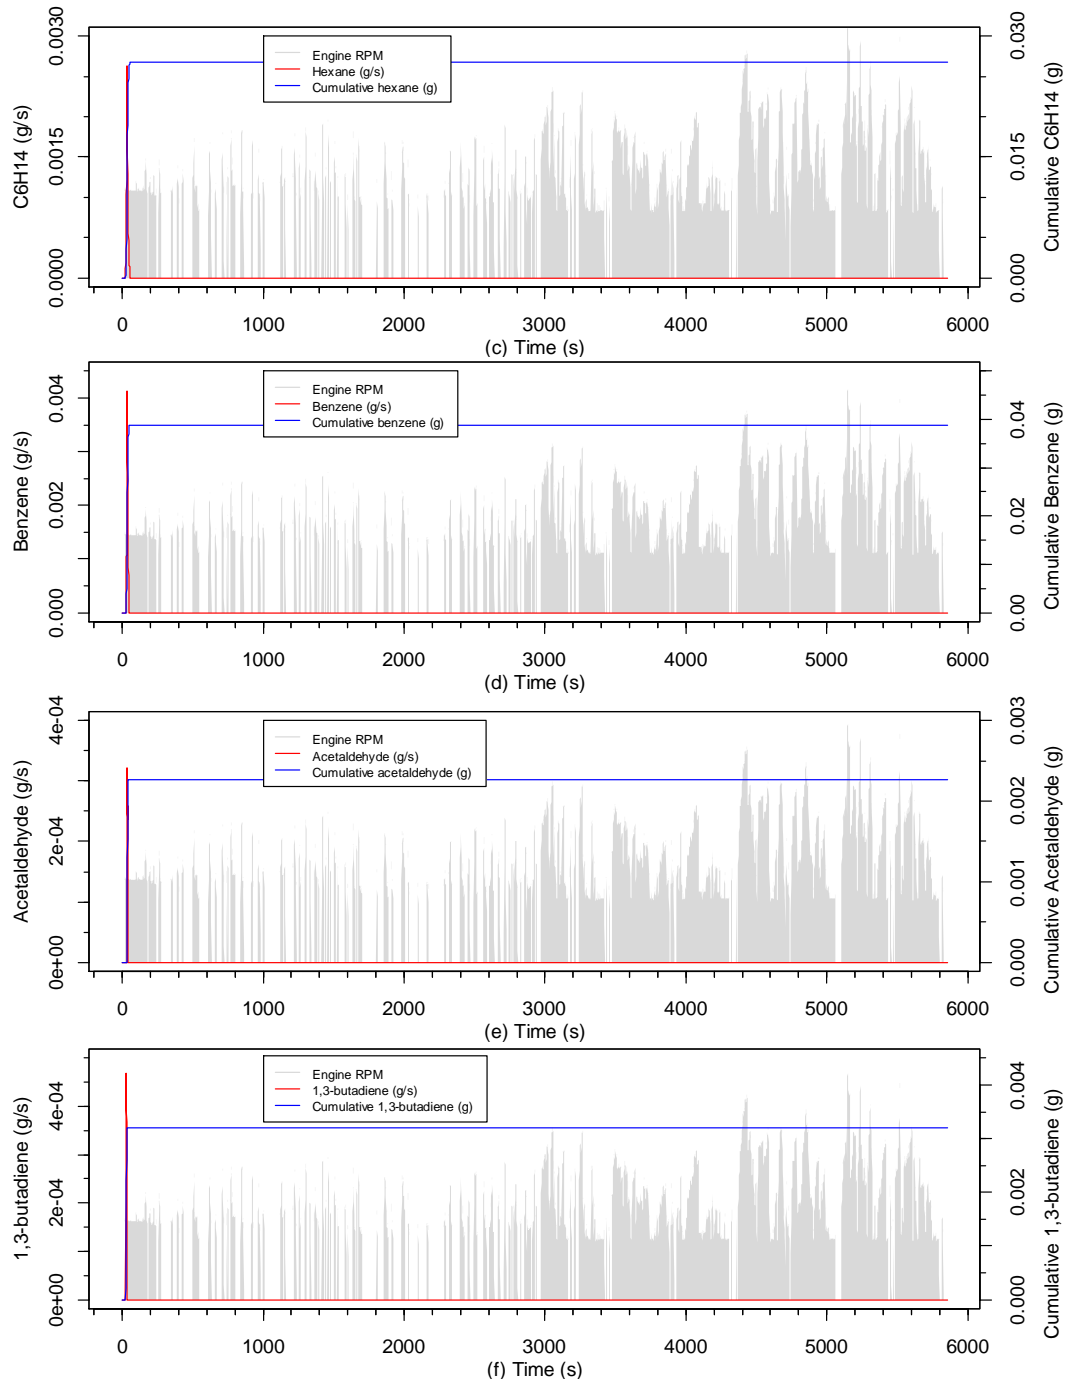 0.0000 0.0015 0.0030
C6H14 (g/s)
Engine RPM
Hexane (g/s)
Cumulative hexane (g)
0.000 0.015 0.030
Cumulative C6H14 (g)
0 1000 2000 3000 4000 5000 6000
(c) Time (s)
0.000 0.002 0.004
Benzene (g/s)
Engine RPM
Benzene (g/s)
Cumulative benzene (g)
0.00 0.02 0.04
Cumulative Benzene (g)
0 1000 2000 3000 4000 5000 6000
(d) Time (s)
0e+00 2e-04 4e-04
Acetaldehyde (g/s)
Engine RPM
Acetaldehyde (g/s)
Cumulative acetaldehyde (g)
0.000 0.001 0.002 0.003
Cumulative Acetaldehyde (g)
0 1000 2000 3000 4000 5000 6000
(e) Time (s)
0e+00 2e-04 4e-04
1,3-butadiene (g/s)
Engine RPM
1,3-butadiene (g/s)
Cumulative 1,3-butadiene (g)
0.000 0.002 0.004
Cumulative 1,3-butadiene (g)
0 1000 2000 3000 4000 5000 6000
(f) Time (s)